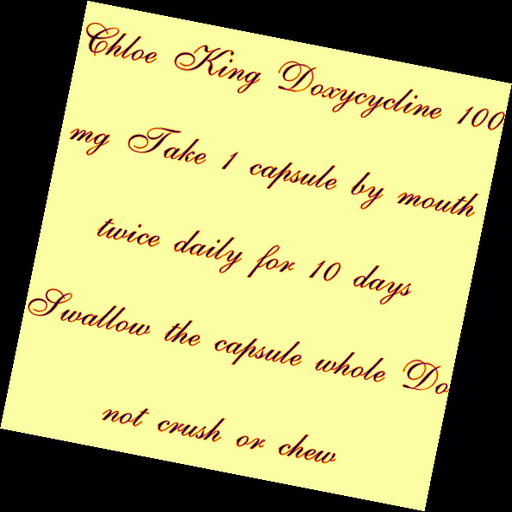 Chloe King Doxycycline 100
mg Take 1 capsule by mouth
twice daily for 10 days
Swallow the capsule whole Do
not crush or chew